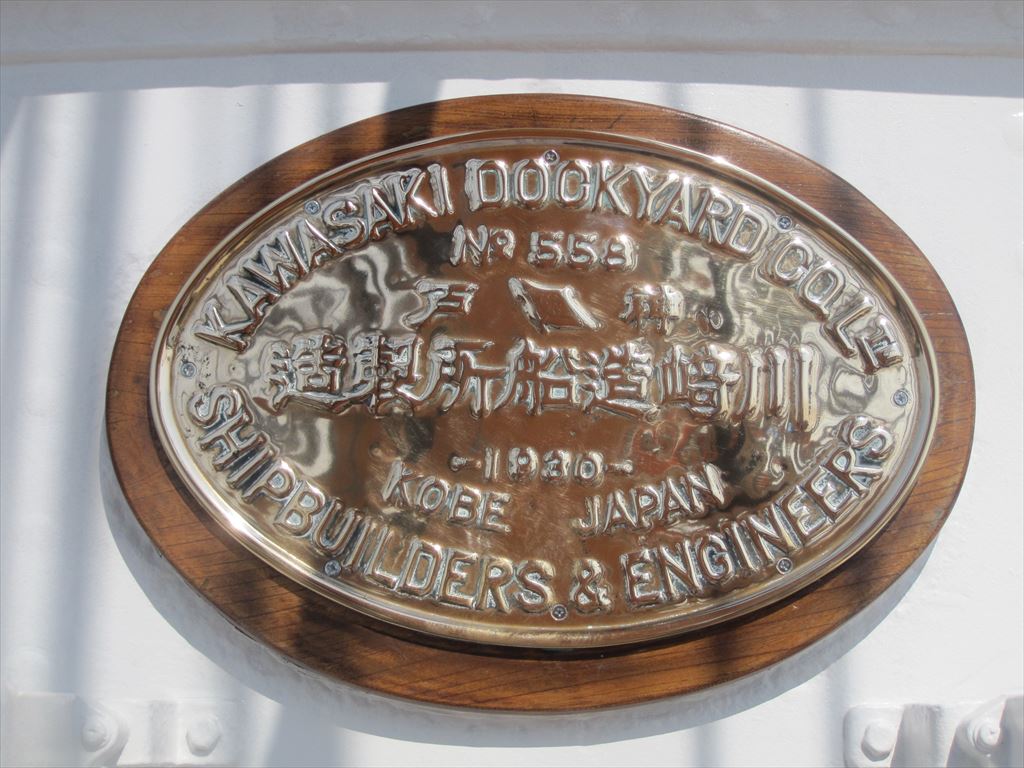 KAWASAKI DOCKYARD CO. LTD
No 558
神戸
川崎造船所製造
-1930-
KOBE JAPAN
SHIPBUILDERS & ENGINEERS